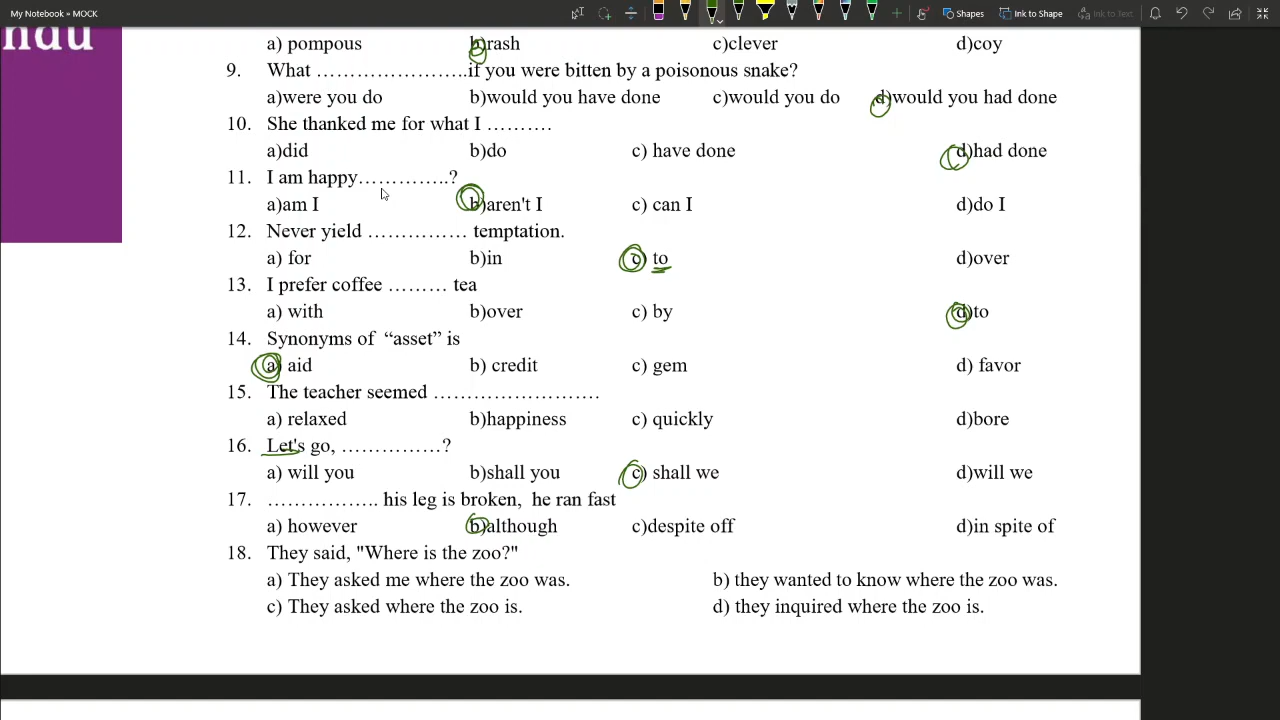 My Notebook » MOCK
Shapes
Ink to Shape
Ink to Text
ndu
a) pompous b)rash c)clever d)coy
9. What …………………..if you were bitten by a poisonous snake?
a)were you do b)would you have done c)would you do d)would you had done
10. She thanked me for what I ……….
a)did b)do c) have done d)had done
11. I am happy…………..?
a)am I b)aren't I c) can I d)do I
12. Never yield …………… temptation.
a) for b)in c) to d)over
13. I prefer coffee ……… tea
a) with b)over c) by d)to
14. Synonyms of “asset” is
a) aid b) credit c) gem d) favor
15. The teacher seemed …………………….
a) relaxed b)happiness c) quickly d)bore
16. Let's go, ……………?
a) will you b)shall you c) shall we d)will we
17. …………….. his leg is broken, he ran fast
a) however b)although c)despite off d)in spite of
18. They said, "Where is the zoo?"
a) They asked me where the zoo was. b) they wanted to know where the zoo was.
c) They asked where the zoo is. d) they inquired where the zoo is.